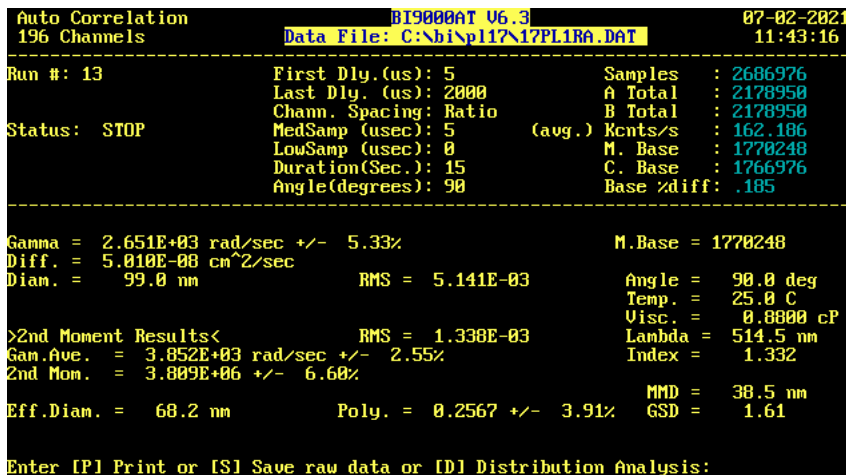 Auto Correlation BI9000AT V6.3 07-02-2021
196 Channels Data File: C:\bi\pl17\17PL1RA.DAT 11:43:16
Run #: 13 First Dly.(us): 5 Samples : 2686976
Last Dly. (us): 2000 A Total : 2178950
Chann. Spacing: Ratio B Total : 2178950
Status: STOP MedSamp (usec): 5 (avg.) Kcnts/s : 162.186
LowSamp (usec): 0 M. Base : 1770248
Duration(Sec.): 15 C. Base : 1766976
Angle(degrees): 90 Base %diff: .185
Gamma = 2.651E+03 rad/sec +/- 5.33% M.Base = 1770248
Diff. = 5.010E-08 cm^2/sec
Diam. = 99.0 nm RMS = 5.141E-03 Angle = 90.0 deg
Temp. = 25.0 C
Visc. = 0.8800 cP
>2nd Moment Results< RMS = 1.338E-03 Lambda = 514.5 nm
Gam.Ave. = 3.852E+03 rad/sec +/- 2.55% Index = 1.332
2nd Mom. = 3.809E+06 +/- 6.60%
MMD = 38.5 nm
Eff.Diam. = 68.2 nm Poly. = 0.2567 +/- 3.91% GSD = 1.61
Enter [P] Print or [S] Save raw data or [D] Distribution Analysis: